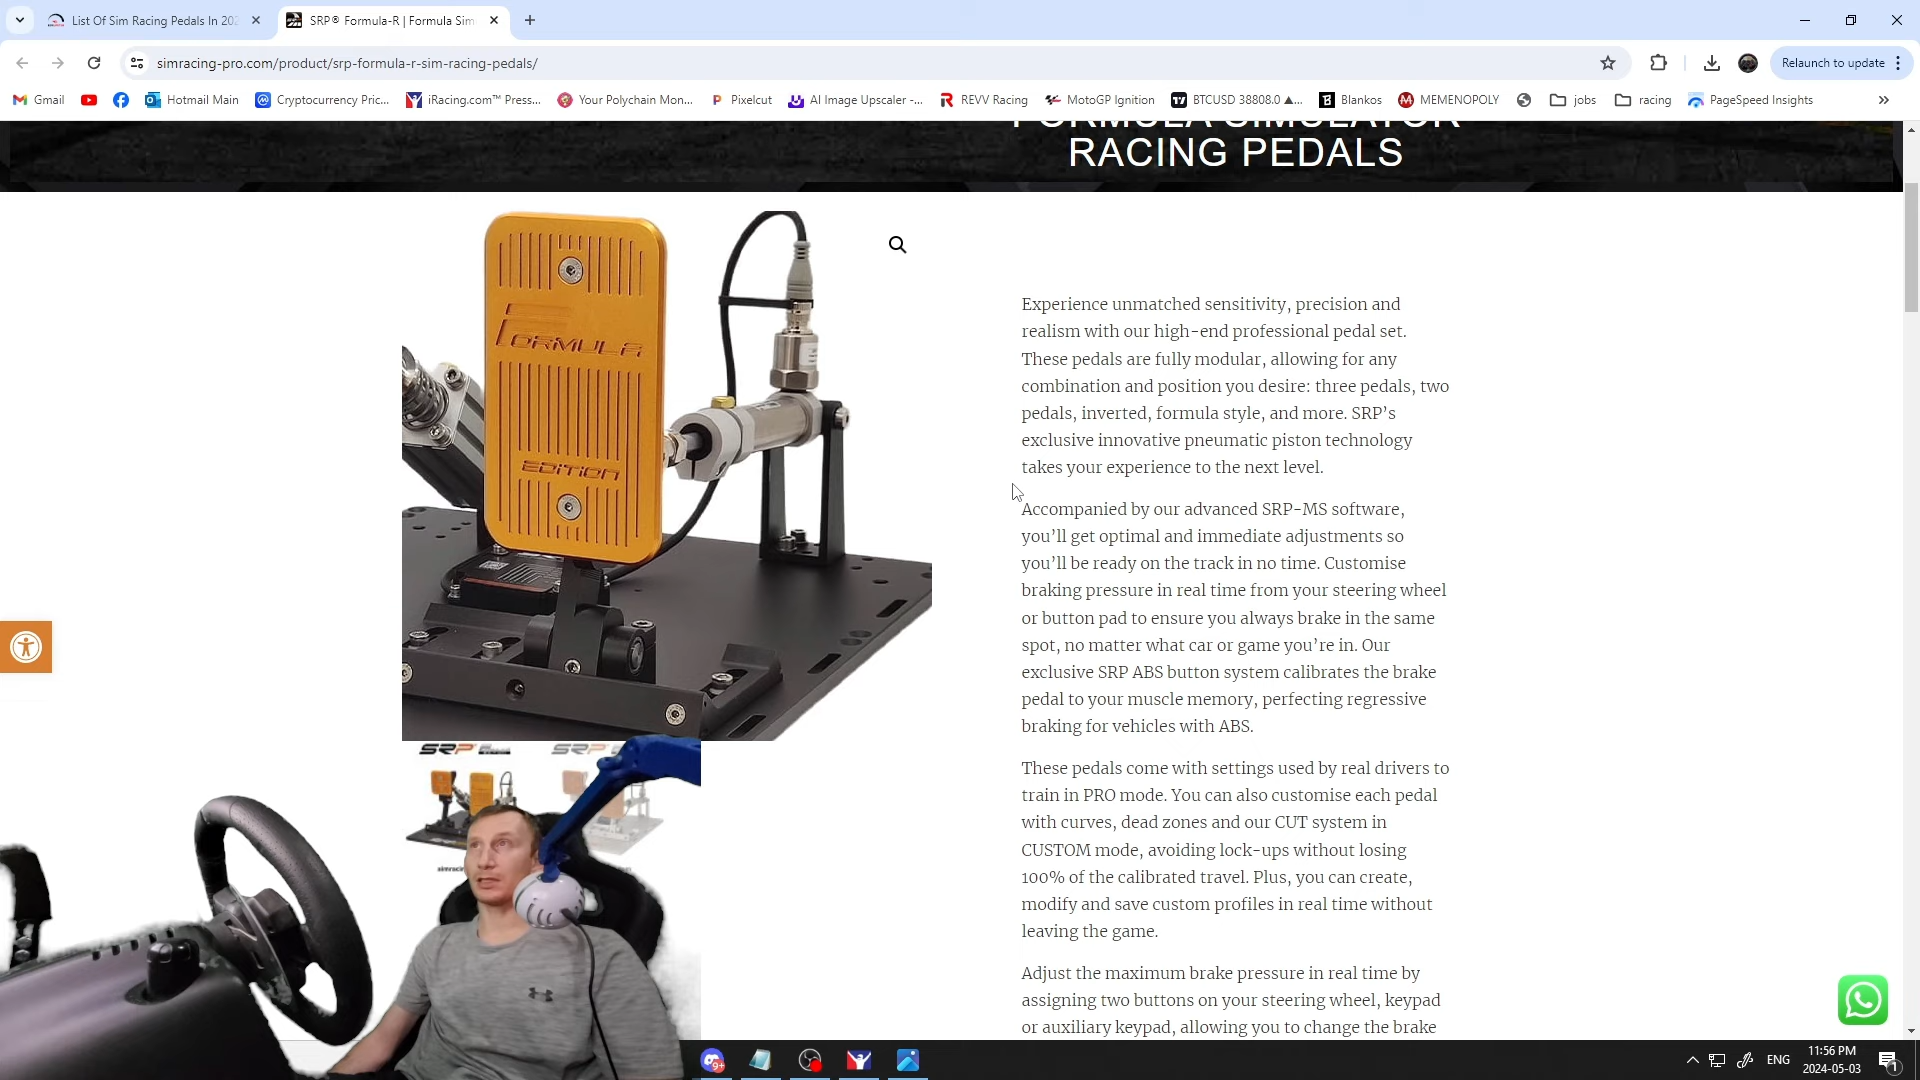 List Of Sim Racing Pedals In 202
SRP® Formula-R | Formula Sim
simracing-pro.com/product/srp-formula-r-sim-racing-pedals/
Relaunch to update
Gmail
Hotmail Main
Cryptocurrency Pric...
iRacing.com™ Press...
Your Polychain Mon...
Pixelcut
AI Image Upscaler -...
REVV Racing
MotoGP Ignition
BTCUSD 38808.0 ▲...
Blankos
MEMENOPOLY
jobs
racing
PageSpeed Insights
FORMULA SIMULATOR
RACING PEDALS
FORMULA
EDITION
Experience unmatched sensitivity, precision and
realism with our high-end professional pedal set.
These pedals are fully modular, allowing for any
combination and position you desire: three pedals, two
pedals, inverted, formula style, and more. SRP’s
exclusive innovative pneumatic piston technology
takes your experience to the next level.
Accompanied by our advanced SRP-MS software,
you’ll get optimal and immediate adjustments so
you’ll be ready on the track in no time. Customise
braking pressure in real time from your steering wheel
or button pad to ensure you always brake in the same
spot, no matter what car or game you’re in. Our
exclusive SRP ABS button system calibrates the brake
pedal to your muscle memory, perfecting regressive
braking for vehicles with ABS.
These pedals come with settings used by real drivers to
train in PRO mode. You can also customise each pedal
with curves, dead zones and our CUT system in
CUSTOM mode, avoiding lock-ups without losing
100% of the calibrated travel. Plus, you can create,
modify and save custom profiles in real time without
leaving the game.
Adjust the maximum brake pressure in real time by
assigning two buttons on your steering wheel, keypad
or auxiliary keypad, allowing you to change the brake
SRP
SRP
9+
ENG
11:56 PM
2024-05-03
1